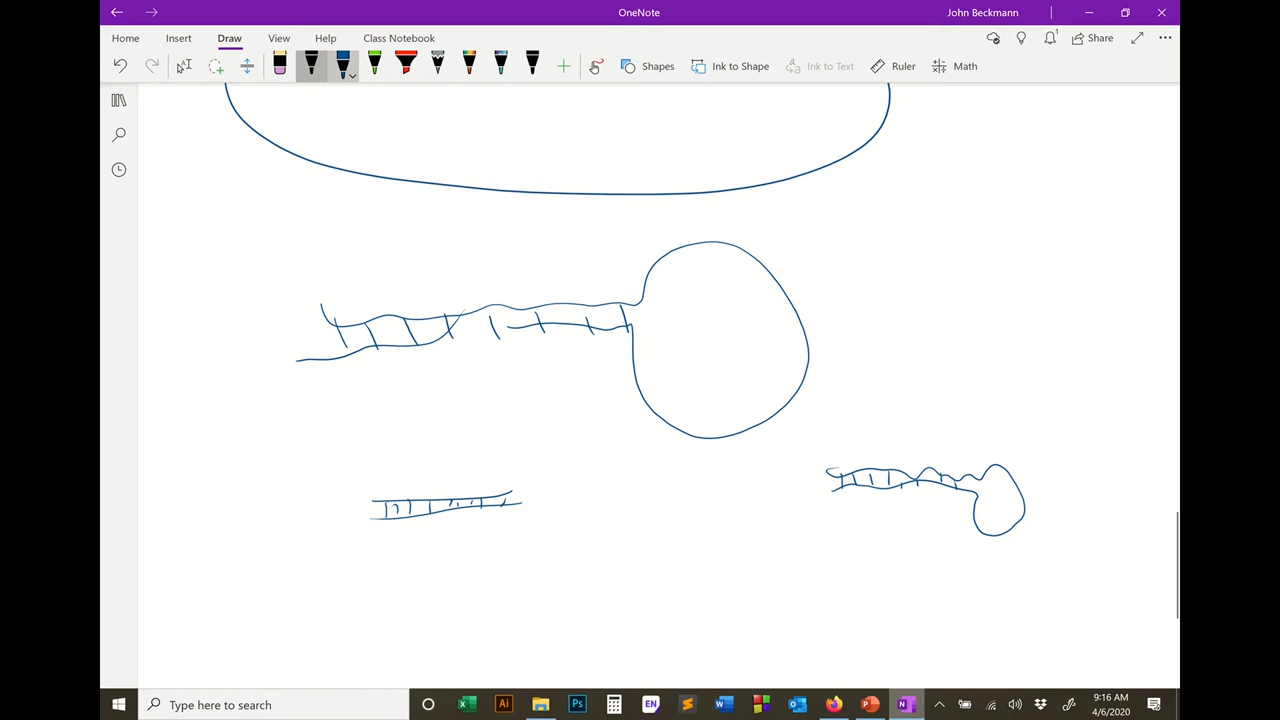 OneNote
John Beckmann
Home Insert Draw View Help Class Notebook
Share
Shapes Ink to Shape Ink to Text Ruler Math
Type here to search
9:16 AM
4/6/2020